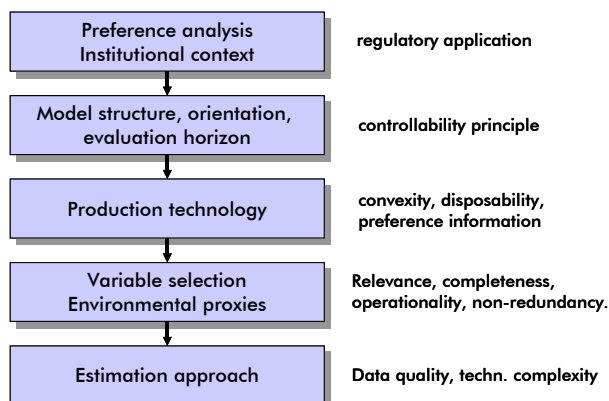 Preference analysis
Institutional context
regulatory application
Model structure, orientation,
evaluation horizon
controllability principle
Production technology
convexity, disposability,
preference information
Variable selection
Environmental proxies
Relevance, completeness,
operationality, non-redundancy.
Estimation approach
Data quality, techn. complexity